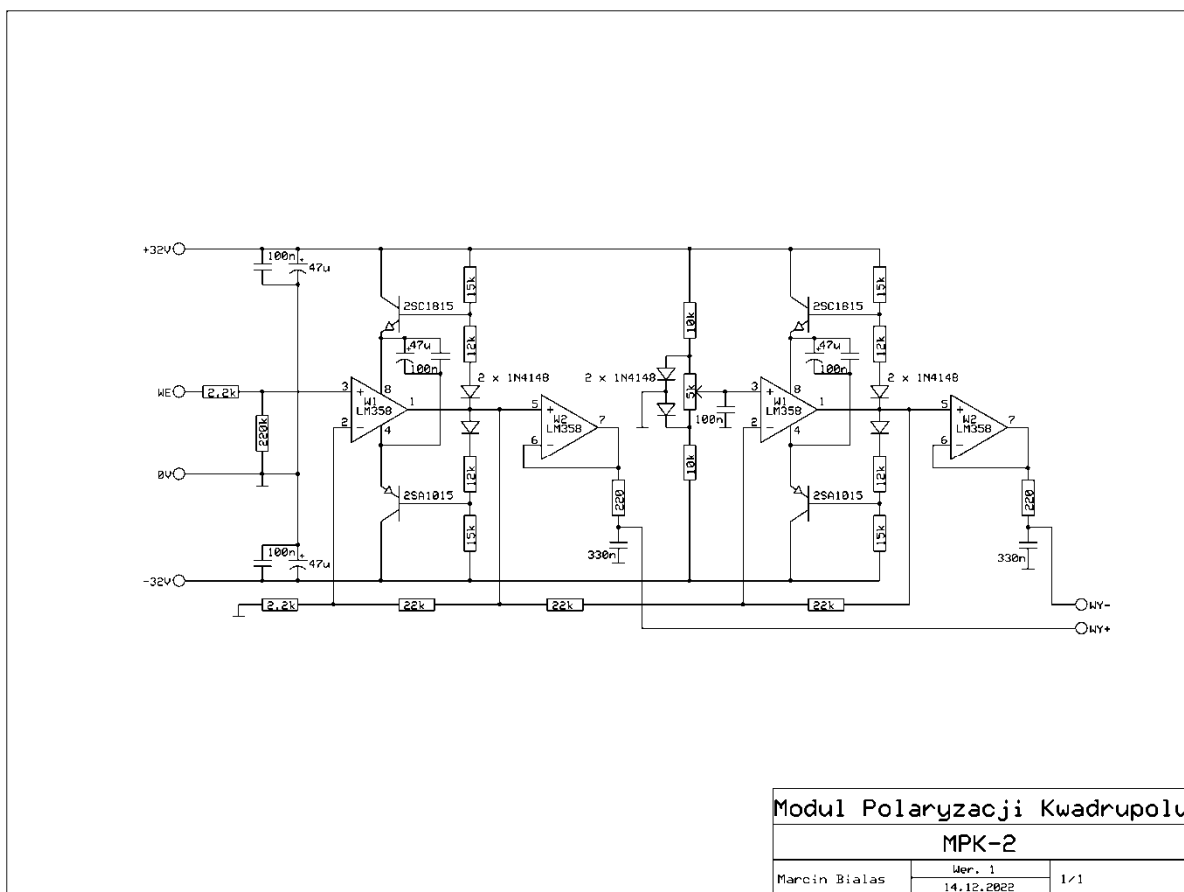 +32V
100n
47u
2SC1815
15k
12k
47u
100n
2 x 1N4148
WE
2.2k
220k
3
8
W1
LM358
1
2
4
5
W2
LM358
7
6
0V
2SA1015
12k
15k
220
330n
100n
47u
-32V
2.2k
22k
22k
22k
10k
2 x 1N4148
5k
100n
10k
2SC1815
15k
12k
47u
100n
2 x 1N4148
3
8
W1
LM358
1
2
4
5
W2
LM358
7
6
2SA1015
12k
15k
220
330n
WY-
WY+
Modul Polaryzacji Kwadrupolu
MPK-2
Marcin Bialas
Wer. 1
14.12.2022
1/1